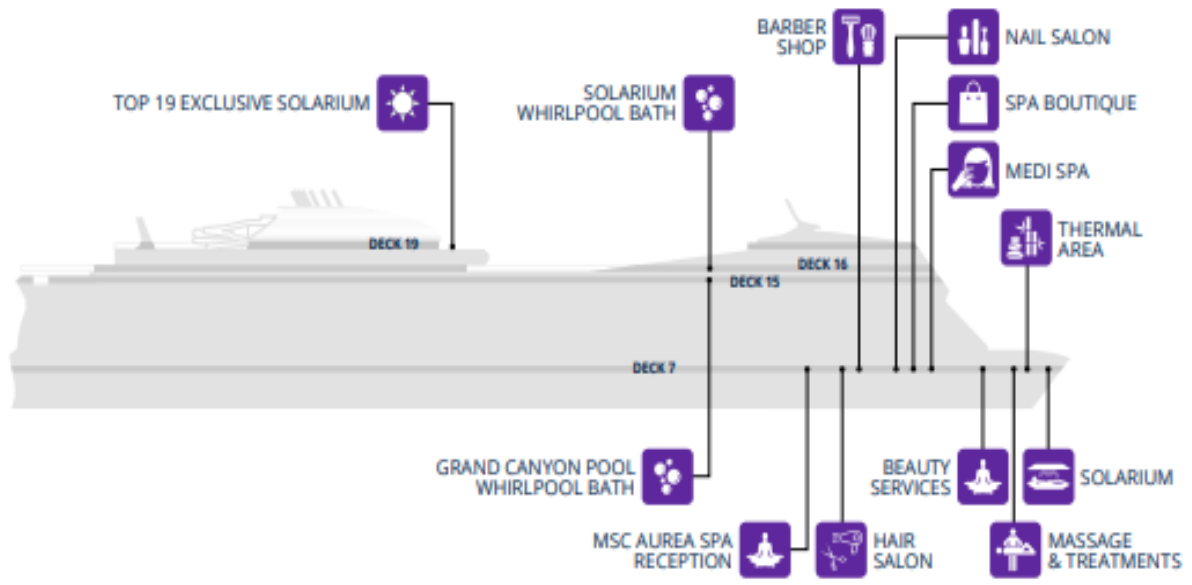 BARBER
SHOP
NAIL SALON
TOP 19 EXCLUSIVE SOLARIUM
SOLARIUM
WHIRLPOOL BATH
SPA BOUTIQUE
MEDI SPA
THERMAL
AREA
DECK 19
DECK 16
DECK 15
DECK 7
GRAND CANYON POOL
WHIRLPOOL BATH
BEAUTY
SERVICES
SOLARIUM
MSC AUREA SPA
RECEPTION
HAIR
SALON
MASSAGE
& TREATMENTS